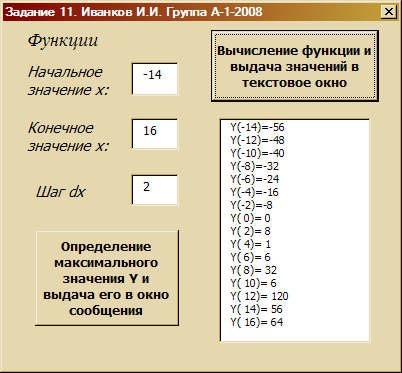 Задание 11. Иванков И.И. Группа А-1-2008
Функции
Начальное
значение x:
-14
Конечное
значение x:
16
Шаг dx
2
Определение
максимального
значения Y и
выдача его в окно
сообщения
Вычисление функции и
выдача значений в
текстовое окно
Y(-14)=-56
Y(-12)=-48
Y(-10)=-40
Y(-8)=-32
Y(-6)=-24
Y(-4)=-16
Y(-2)=-8
Y( 0)= 0
Y( 2)= 8
Y( 4)= 1
Y( 6)= 6
Y( 8)= 32
Y( 10)= 6
Y( 12)= 120
Y( 14)= 56
Y( 16)= 64